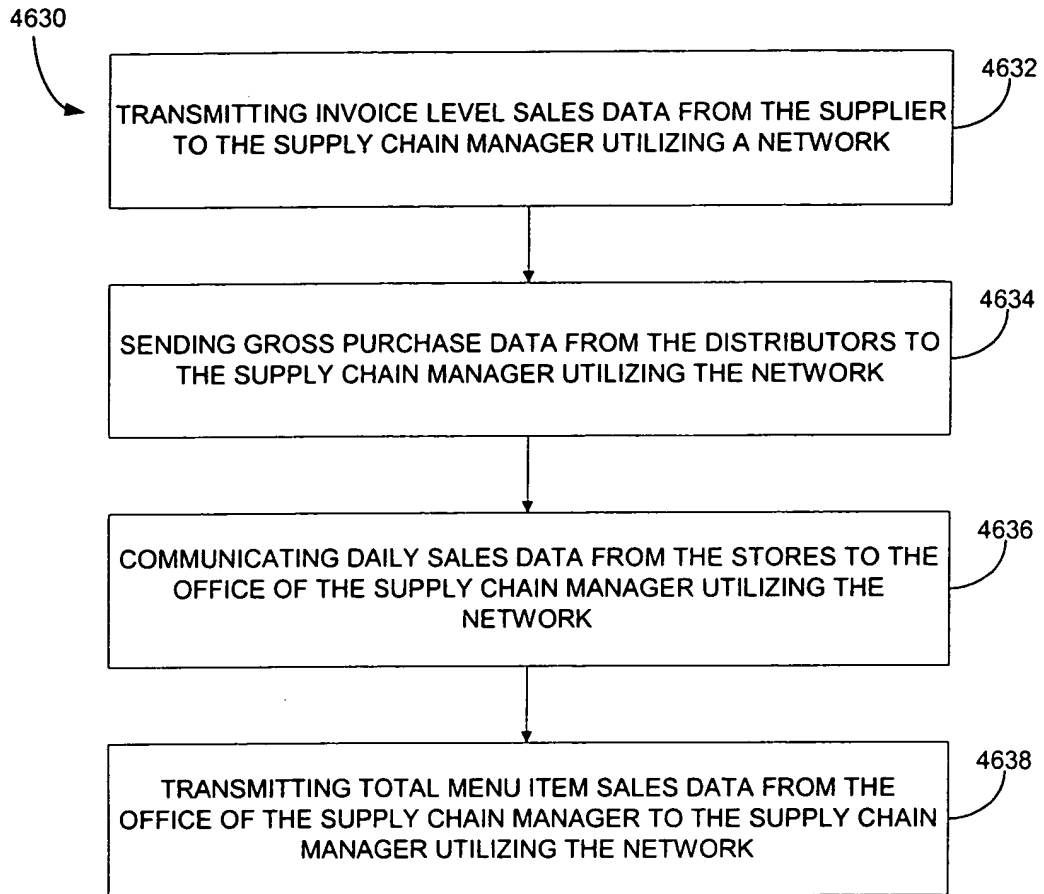 4630
4632
TRANSMITTING INVOICE LEVEL SALES DATA FROM THE SUPPLIER
TO THE SUPPLY CHAIN MANAGER UTILIZING A NETWORK
4634
SENDING GROSS PURCHASE DATA FROM THE DISTRIBUTORS TO
THE SUPPLY CHAIN MANAGER UTILIZING THE NETWORK
4636
COMMUNICATING DAILY SALES DATA FROM THE STORES TO THE
OFFICE OF THE SUPPLY CHAIN MANAGER UTILIZING THE
NETWORK
4638
TRANSMITTING TOTAL MENU ITEM SALES DATA FROM THE
OFFICE OF THE SUPPLY CHAIN MANAGER TO THE SUPPLY CHAIN
MANAGER UTILIZING THE NETWORK